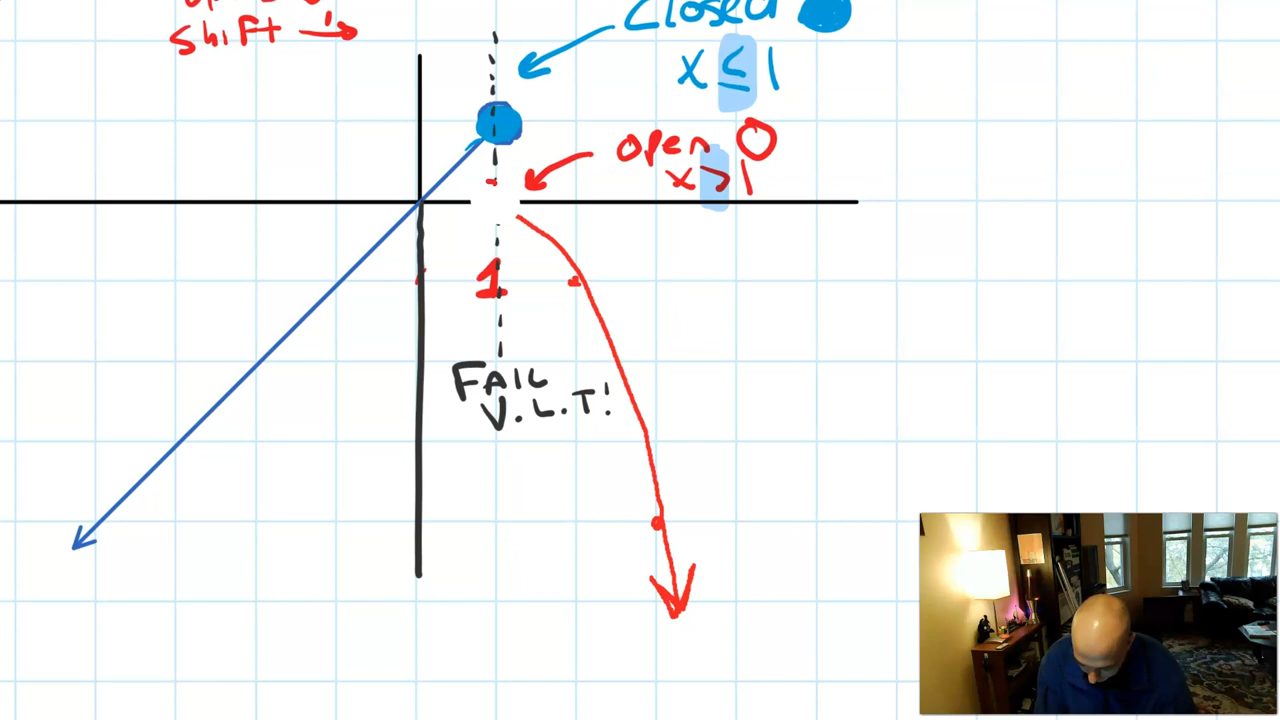 shift →
closed
x ≤ 1
open
x > 1
1
FAIL
V.L.T!